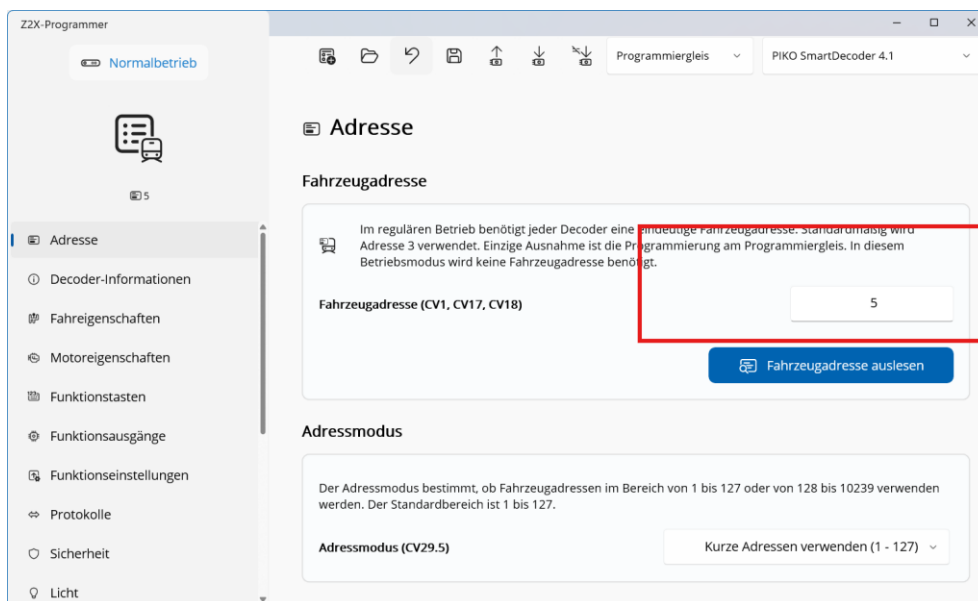 Z2X-Programmer
Normalbetrieb
Programmiergleis
PIKO SmartDecoder 4.1
5
Adresse
Decoder-Informationen
Fahreigenschaften
Motoreigenschaften
Funktionstasten
Funktionsausgänge
Funktionseinstellungen
Protokolle
Sicherheit
Licht
Adresse
Fahrzeugadresse
Im regulären Betrieb benötigt jeder Decoder eine eindeutige Fahrzeugadresse. Standardmäßig wird
Adresse 3 verwendet. Einzige Ausnahme ist die Programmierung am Programmiergleis. In diesem
Betriebsmodus wird keine Fahrzeugadresse benötigt.
Fahrzeugadresse (CV1, CV17, CV18)
5
Fahrzeugadresse auslesen
Adressmodus
Der Adressmodus bestimmt, ob Fahrzeugadressen im Bereich von 1 bis 127 oder von 128 bis 10239 verwenden
werden. Der Standardbereich ist 1 bis 127.
Adressmodus (CV29.5)
Kurze Adressen verwenden (1 - 127)